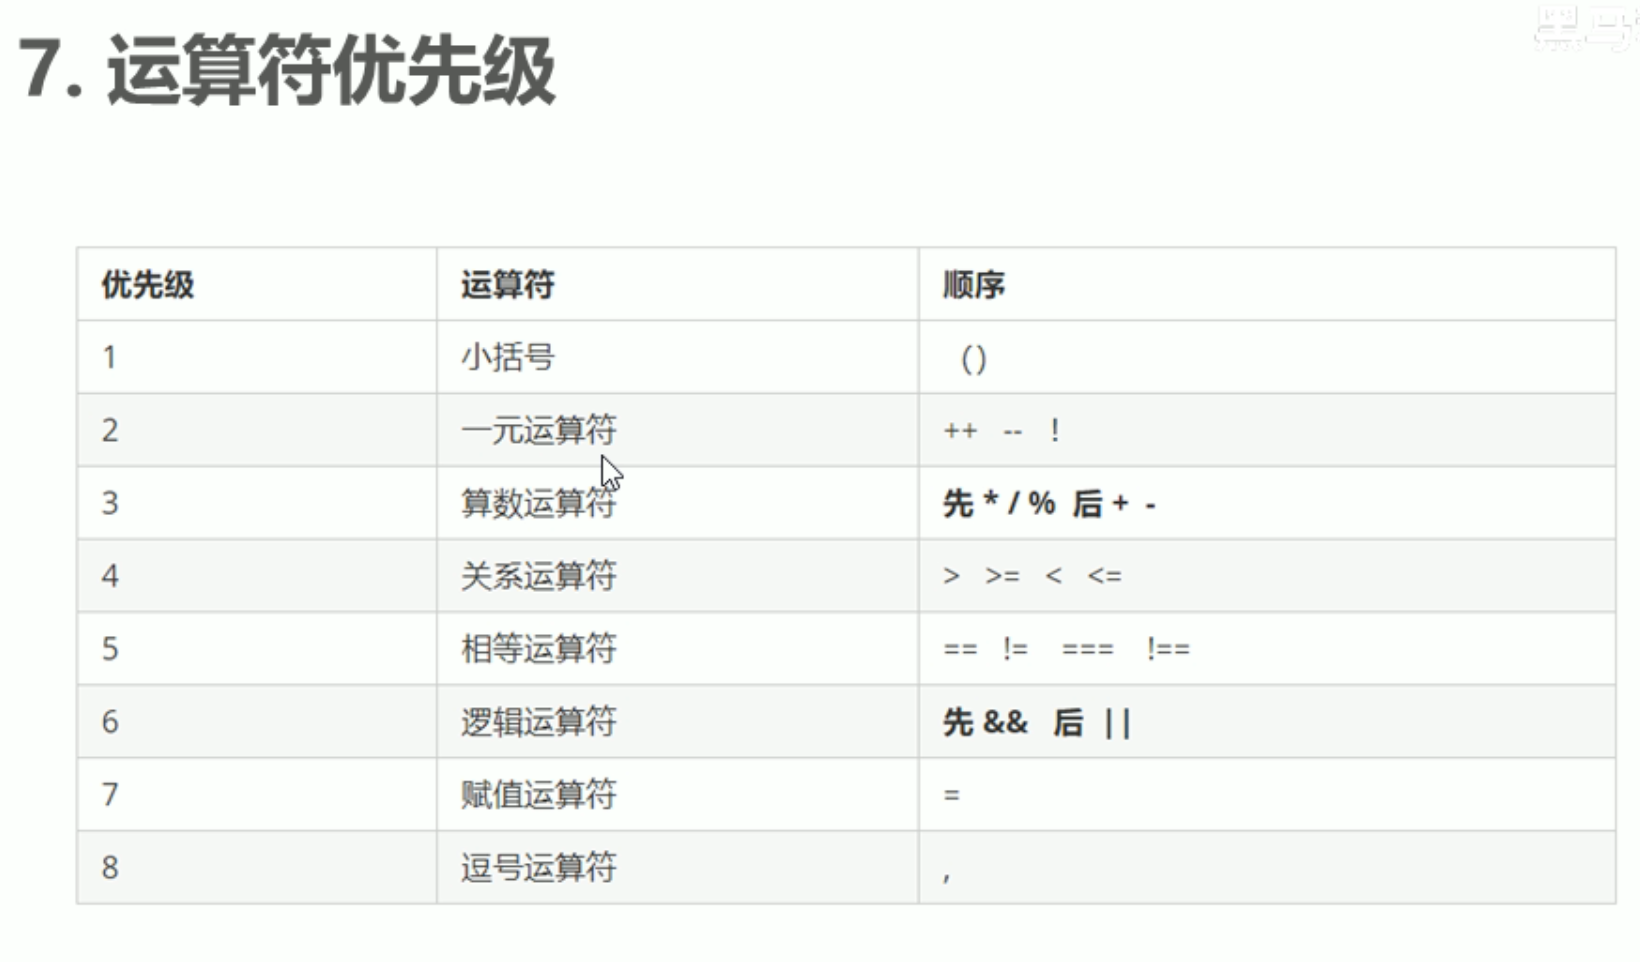 黑马
7. 运算符优先级
优先级 运算符 顺序
1 小括号 ()
2 一元运算符 ++ -- !
3 算数运算符 先 * / % 后 + -
4 关系运算符 > >= < <=
5 相等运算符 == != === !==
6 逻辑运算符 先 && 后 ||
7 赋值运算符 =
8 逗号运算符 ,